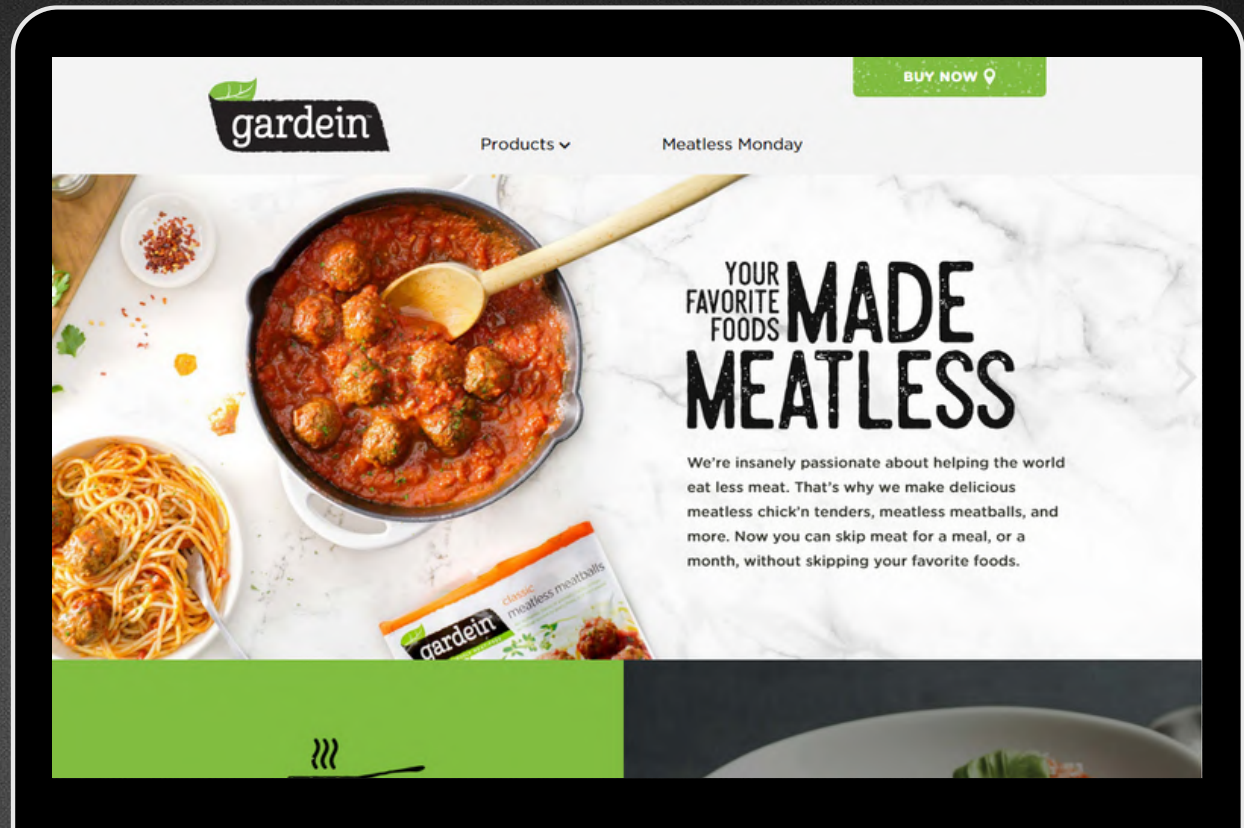 BUY NOW
gardein
Products
Meatless Monday
YOUR
FAVORITE
FOODS
MADE
MEATLESS
We're insanely passionate about helping the world
eat less meat. That's why we make delicious
meatless chick'n tenders, meatless meatballs, and
more. Now you can skip meat for a meal, or a
month, without skipping your favorite foods.
classic
meatless meatballs
gardein